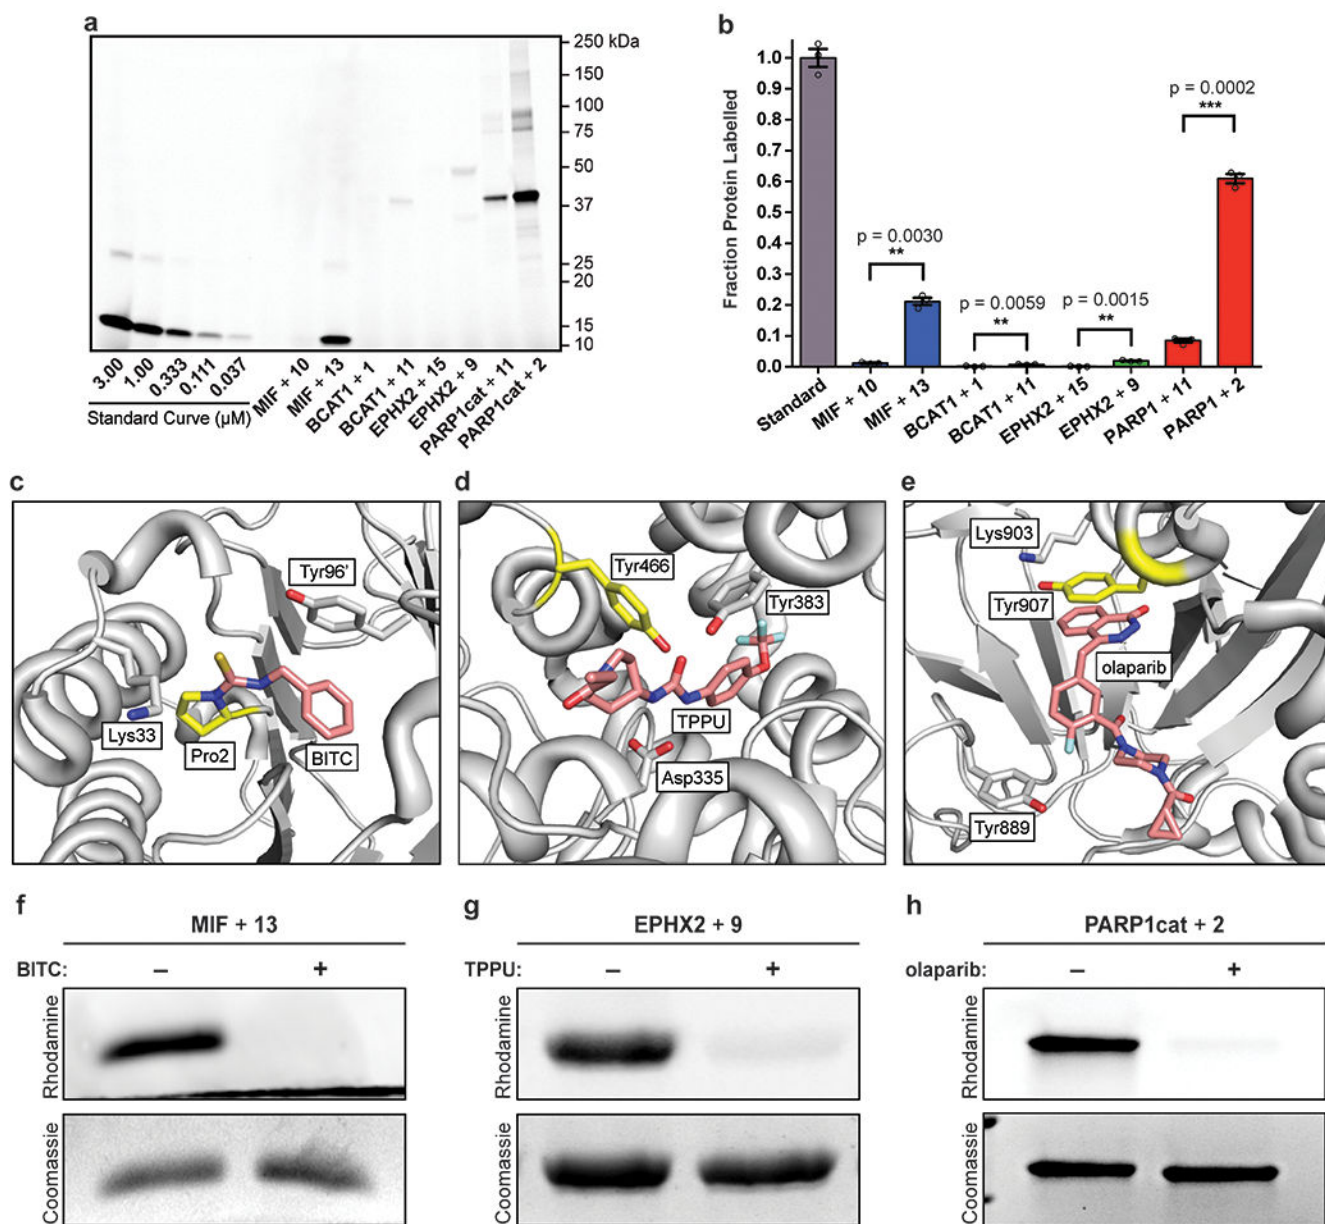 a
250 kDa
150
100
75
50
37
25
20
15
10
3.00
1.00
0.333
0.111
0.037
Standard Curve (µM)
MIF + 10
MIF + 13
BCAT1 + 1
BCAT1 + 11
EPHX2 + 15
EPHX2 + 9
PARP1cat + 11
PARP1cat + 2
b
Fraction Protein Labelled
1.0
0.9
0.8
0.7
0.6
0.5
0.4
0.3
0.2
0.1
0.0
p = 0.0030
**
p = 0.0059
**
p = 0.0015
**
p = 0.0002
***
Standard
MIF + 10
MIF + 13
BCAT1 + 1
BCAT1 + 11
EPHX2 + 15
EPHX2 + 9
PARP1 + 11
PARP1 + 2
c
Tyr96'
Lys33
Pro2
BITC
d
Tyr466
Tyr383
TPPU
Asp335
e
Lys903
Tyr907
olaparib
Tyr889
f
MIF + 13
BITC: – +
Rhodamine
Coomassie
g
EPHX2 + 9
TPPU: – +
Rhodamine
Coomassie
h
PARP1cat + 2
olaparib: – +
Rhodamine
Coomassie